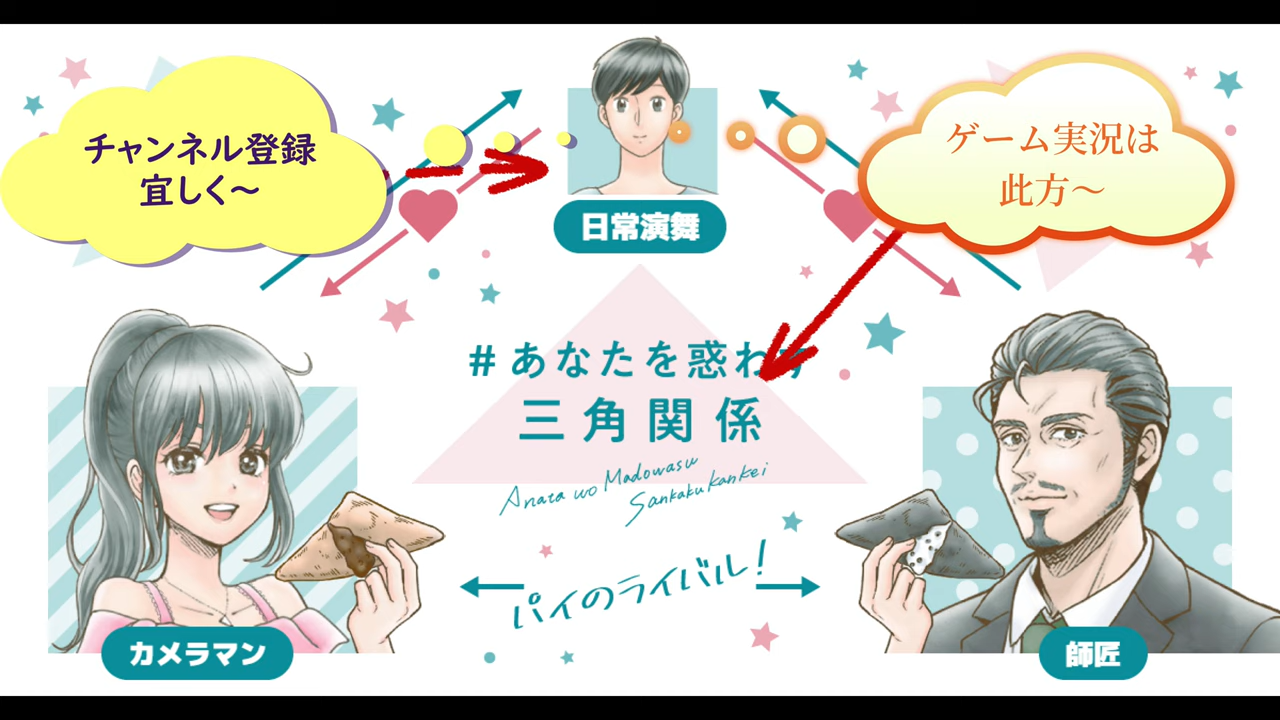 チャンネル登録
宜しく〜
ゲーム実況は
此方〜
日常演舞
#あなたを惑わす
三角関係
Anata wo Madowasu
Sankakukankei
パイのライバル!
カメラマン
師匠